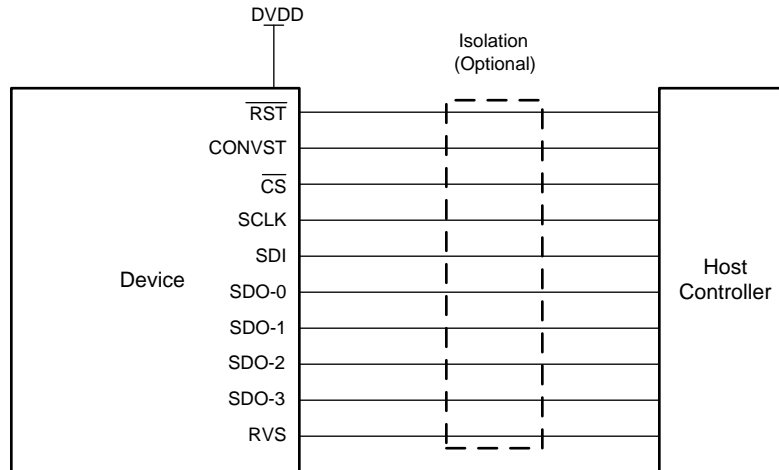 DVDD
Isolation
(Optional)
RST
CONVST
CS
SCLK
SDI
Device
SDO-0
SDO-1
SDO-2
SDO-3
RVS
Host
Controller